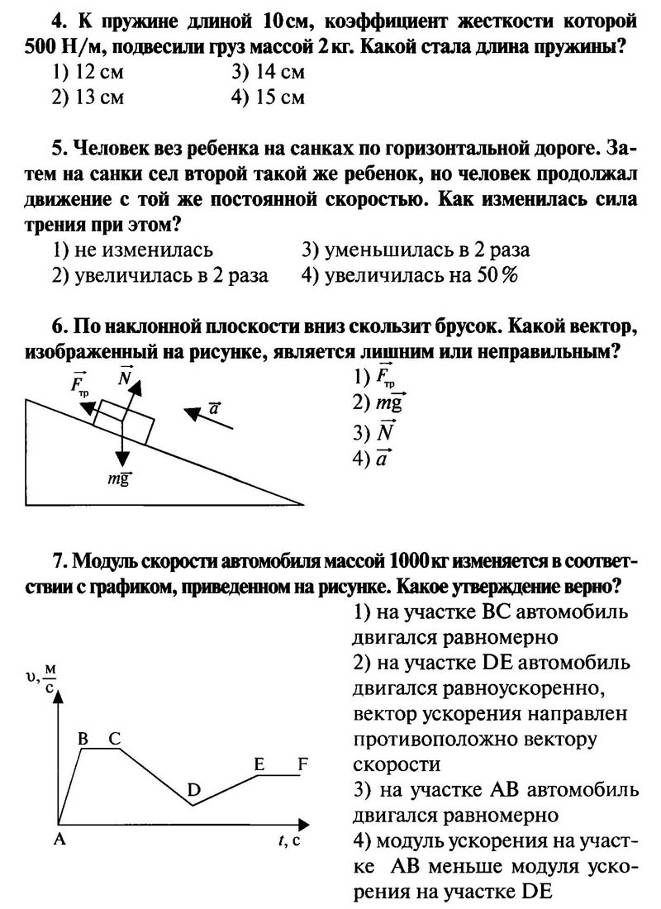 4. К пружине длиной 10 см, коэффициент жесткости которой
500 Н/м, подвесили груз массой 2 кг. Какой стала длина пружины?
1) 12 см 3) 14 см
2) 13 см 4) 15 см
5. Человек вез ребенка на санках по горизонтальной дороге. За-
тем на санки сел второй такой же ребенок, но человек продолжал
движение с той же постоянной скоростью. Как изменилась сила
трения при этом?
1) не изменилась 3) уменьшилась в 2 раза
2) увеличилась в 2 раза 4) увеличилась на 50 %
6. По наклонной плоскости вниз скользит брусок. Какой вектор,
изображенный на рисунке, является лишним или неправильным?
F тр N a
mg
1) F тр
2) mg
3) N
4) a
7. Модуль скорости автомобиля массой 1000 кг изменяется в соответ-
ствии с графиком, приведенном на рисунке. Какое утверждение верно?
1) на участке BC автомобиль
двигался равномерно
2) на участке DE автомобиль
двигался равноускоренно,
вектор ускорения направлен
противоположно вектору
скорости
3) на участке AB автомобиль
двигался равномерно
4) модуль ускорения на участ-
ке AB меньше модуля уско-
рения на участке DE
υ, м/с
B C
D
E F
A t, с